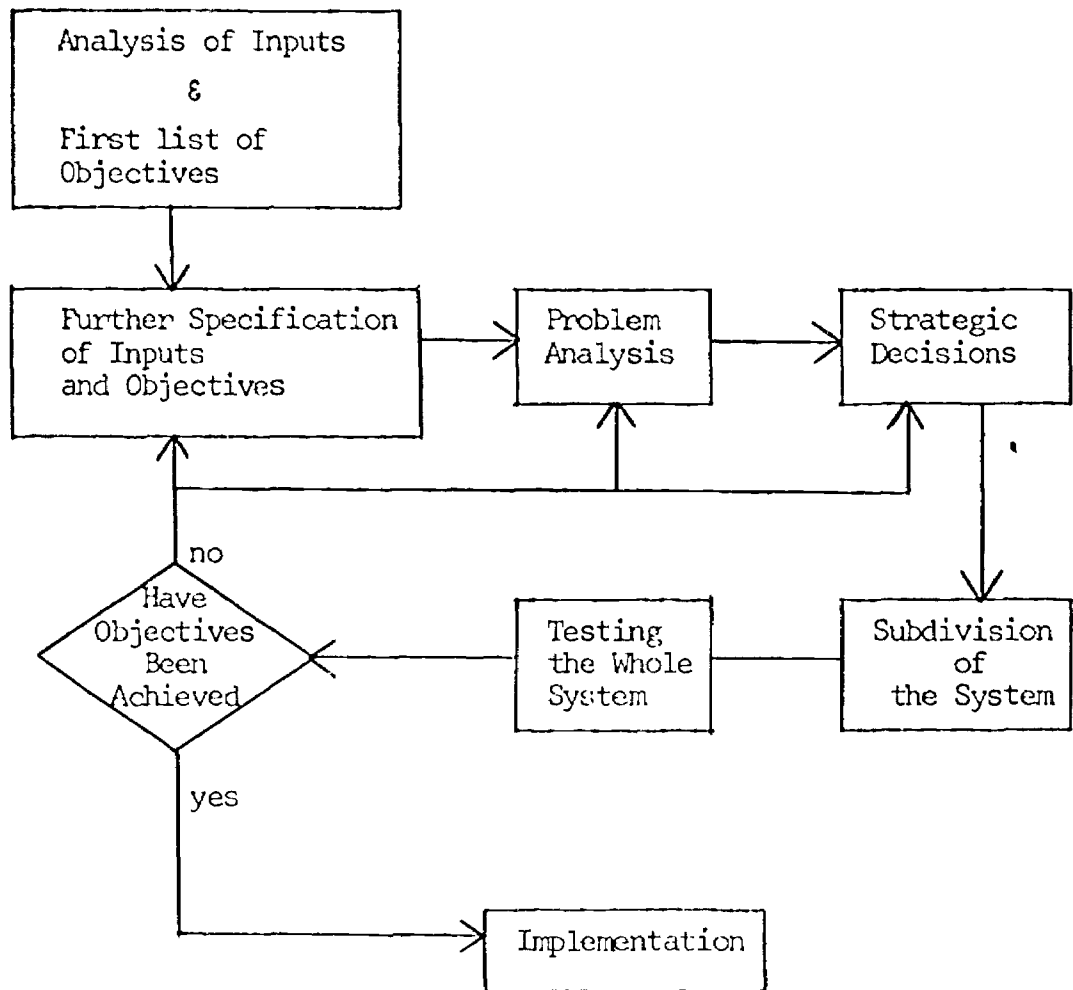 Analysis of Inputs
&
First list of
Objectives
Further Specification
of Inputs
and Objectives
Problem
Analysis
Strategic
Decisions
no
Have
Objectives
Been
Achieved
Testing
the Whole
System
Subdivision
of
the System
yes
Implementation